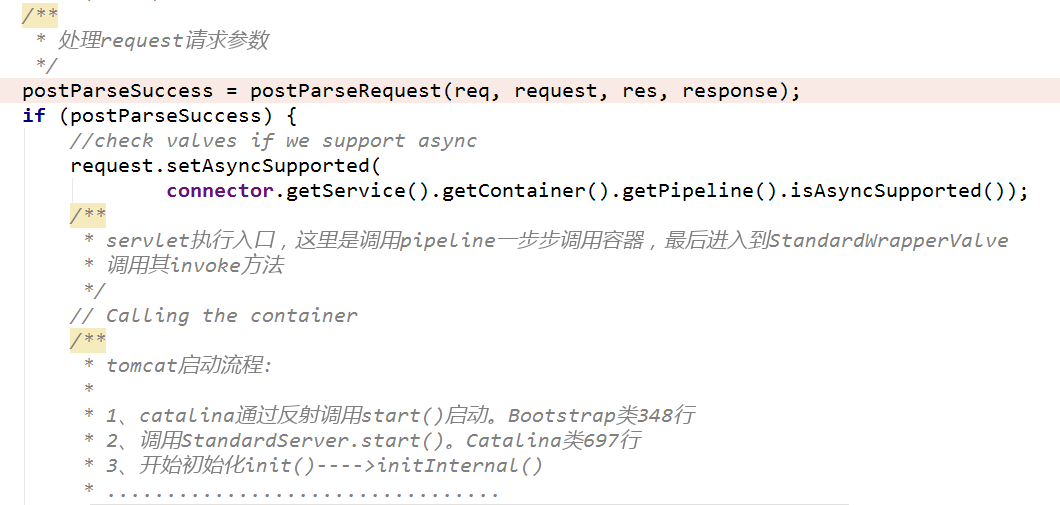 /**
* 处理request请求参数
*/
postParseSuccess = postParseRequest(req, request, res, response);
if (postParseSuccess) {
//check valves if we support async
request.setAsyncSupported(
connector.getService().getContainer().getPipeline().isAsyncSupported());
/**
* servlet执行入口，这里是调用pipeline一步步调用容器，最后进入到StandardWrapperValve
* 调用其invoke方法
*/
// Calling the container
/**
* tomcat启动流程:
*
* 1、catalina通过反射调用start()启动。Bootstrap类348行
* 2、调用StandardServer.start()。Catalina类697行
* 3、开始初始化init()---->initInternal()
* .................................